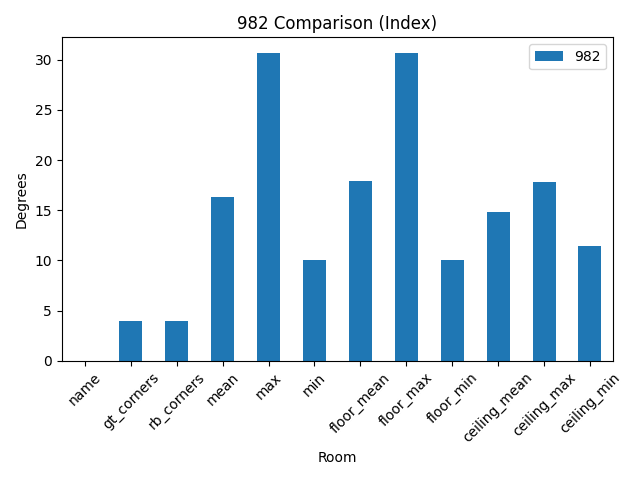 982 Comparison (Index)
982
Degrees
30
25
20
15
10
5
0
name
gt_corners
rb_corners
mean
max
min
floor_mean
floor_max
floor_min
ceiling_mean
ceiling_max
ceiling_min
Room